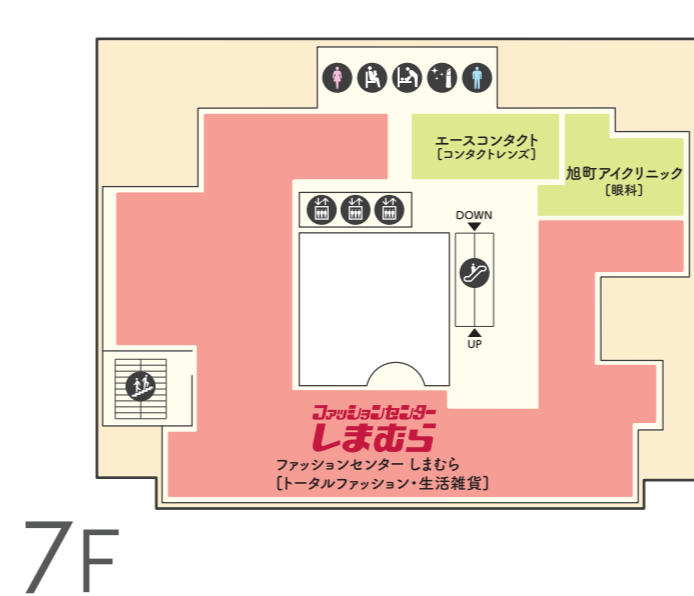 エースコンタクト
［コンタクトレンズ］
旭町アイクリニック
［眼科］
DOWN
UP
ファッションセンター
しまむら
ファッションセンター しまむら
［トータルファッション・生活雑貨］
7F